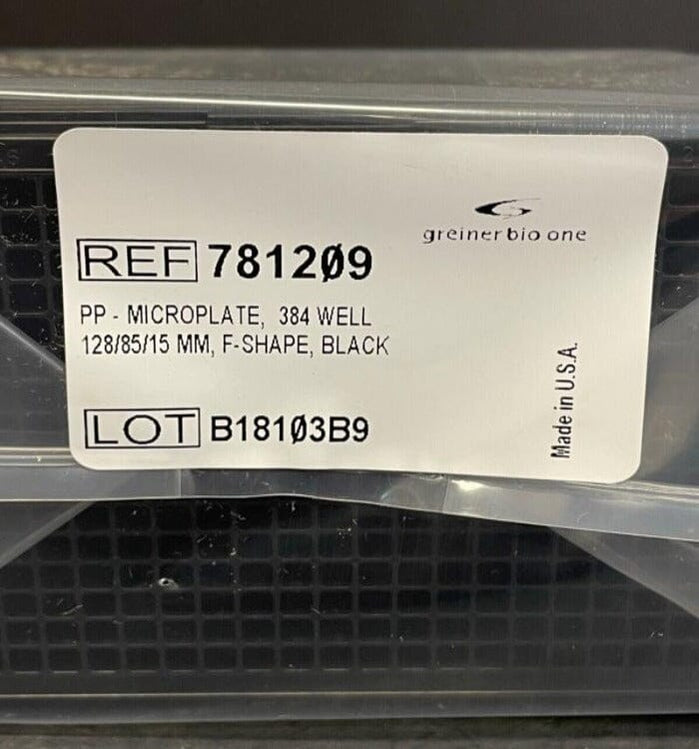 greiner bio one
REF 781209
PP - MICROPLATE, 384 WELL
128/85/15 MM, F-SHAPE, BLACK
LOT B18103B9
Made in U.S.A.